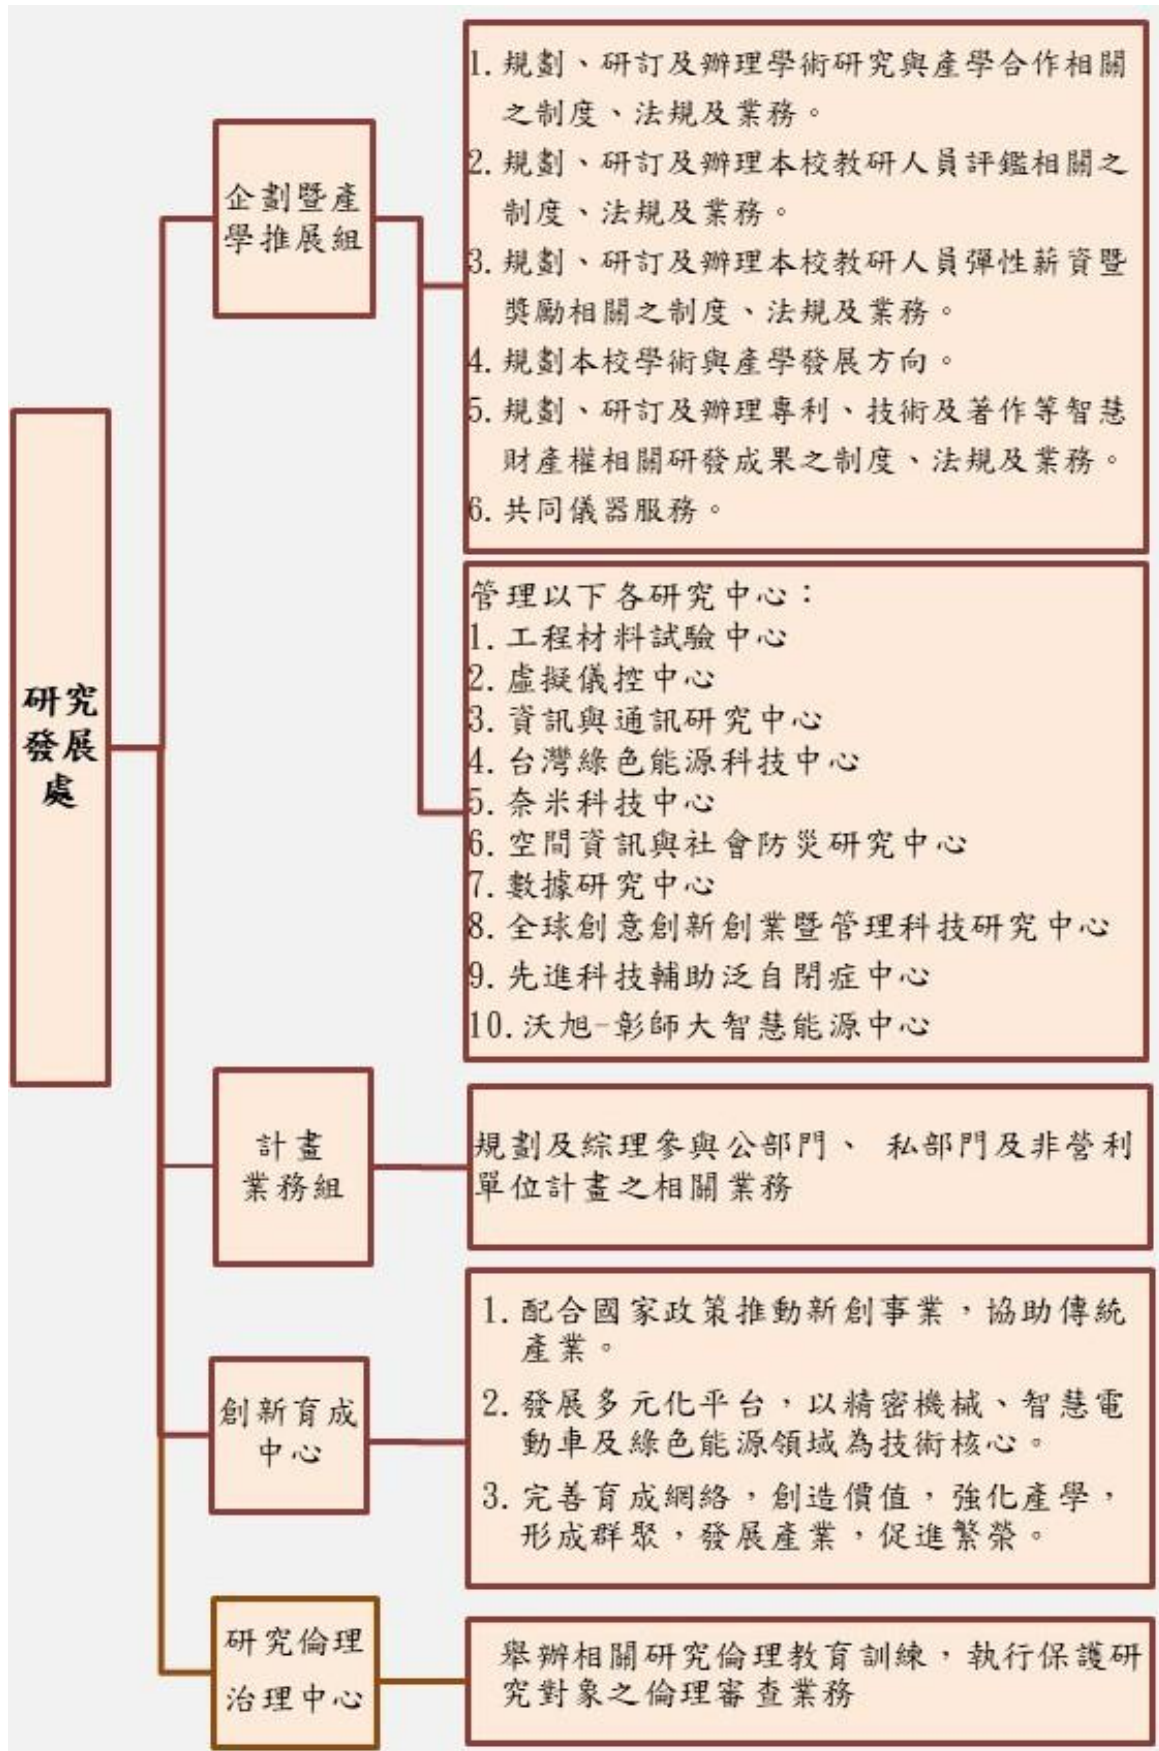 研究
發展
處
企劃暨產
學推展組
1. 規劃、研訂及辦理學術研究與產學合作相關
之制度、法規及業務。
2. 規劃、研訂及辦理本校教研人員評鑑相關之
制度、法規及業務。
3. 規劃、研訂及辦理本校教研人員彈性薪資暨
獎勵相關之制度、法規及業務。
4. 規劃本校學術與產學發展方向。
5. 規劃、研訂及辦理專利、技術及著作等智慧
財產權相關研發成果之制度、法規及業務。
6. 共同儀器服務。
管理以下各研究中心：
1. 工程材料試驗中心
2. 虛擬儀控中心
3. 資訊與通訊研究中心
4. 台灣綠色能源科技中心
5. 奈米科技中心
6. 空間資訊與社會防災研究中心
7. 數據研究中心
8. 全球創意創新創業暨管理科技研究中心
9. 先進科技輔助泛自閉症中心
10. 沃旭-彰師大智慧能源中心
計畫
業務組
規劃及綜理參與公部門、 私部門及非營利
單位計畫之相關業務
創新育成
中心
1. 配合國家政策推動新創事業，協助傳統
產業。
2. 發展多元化平台，以精密機械、智慧電
動車及綠色能源領域為技術核心。
3. 完善育成網絡，創造價值，強化產學，
形成群聚，發展產業，促進繁榮。
研究倫理
治理中心
舉辦相關研究倫理教育訓練，執行保護研
究對象之倫理審查業務